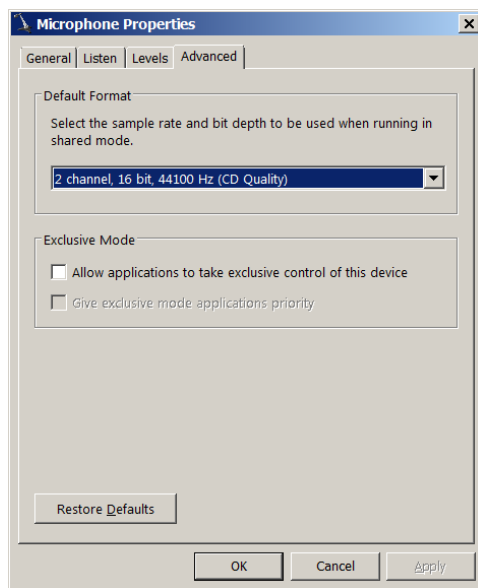 Microphone Properties
General Listen Levels Advanced
Default Format
Select the sample rate and bit depth to be used when running in
shared mode.
2 channel, 16 bit, 44100 Hz (CD Quality)
Exclusive Mode
Allow applications to take exclusive control of this device
Give exclusive mode applications priority
Restore Defaults
OK Cancel Apply